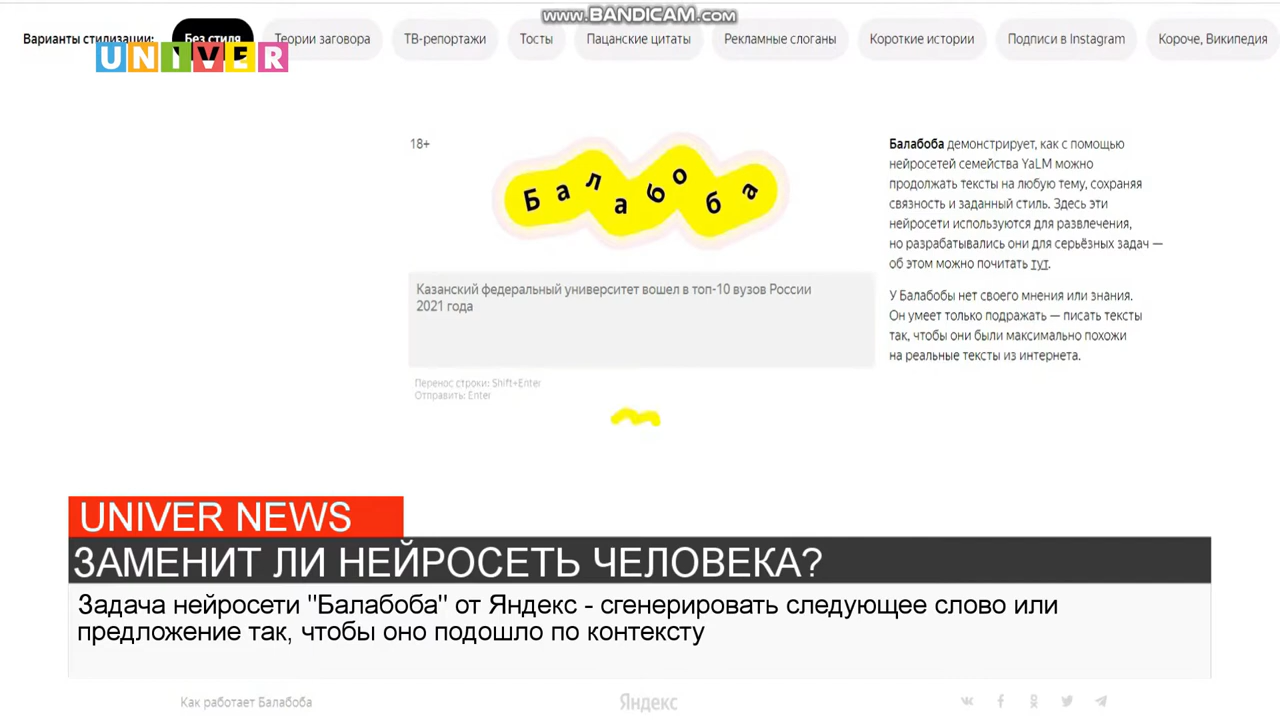 www.BANDICAM.com
Варианты стилизации: Без стиля Теории заговора ТВ-репортажи Тосты Пацанские цитаты Рекламные слоганы Короткие истории Подписи в Instagram Короче, Википедия
UNIVER
18+
Балабоба
Балабоба демонстрирует, как с помощью
нейросетей семейства YaLM можно
продолжать тексты на любую тему, сохраняя
связность и заданный стиль. Здесь эти
нейросети используются для развлечения,
но разрабатывались они для серьёзных задач —
об этом можно почитать тут.
У Балабобы нет своего мнения или знания.
Он умеет только подражать — писать тексты
так, чтобы они были максимально похожи
на реальные тексты из интернета.
Казанский федеральный университет вошел в топ-10 вузов России
2021 года
Перенос строки: Shift+Enter
Отправить: Enter
UNIVER NEWS
ЗАМЕНИТ ЛИ НЕЙРОСЕТЬ ЧЕЛОВЕКА?
Задача нейросети "Балабоба" от Яндекс - сгенерировать следующее слово или
предложение так, чтобы оно подошло по контексту
Как работает Балабоба
Яндекс